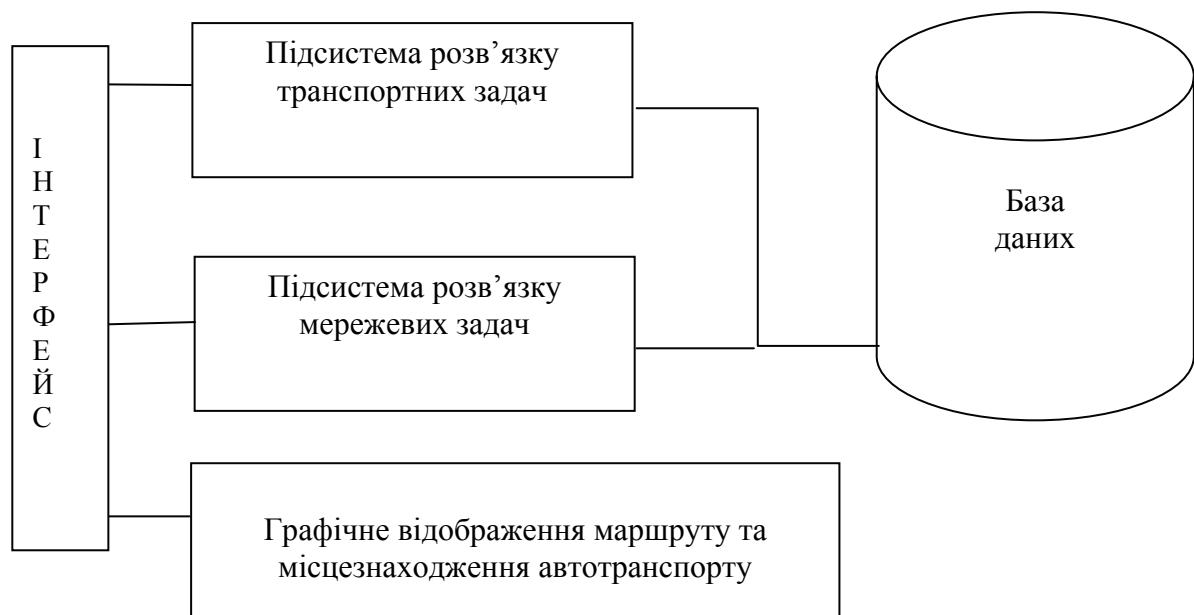 І
Н
Т
Е
Р
Ф
Е
Й
С
Підсистема розв’язку
транспортних задач
Підсистема розв’язку
мережевих задач
Графічне відображення маршруту та
місцезнаходження автотранспорту
База
даних